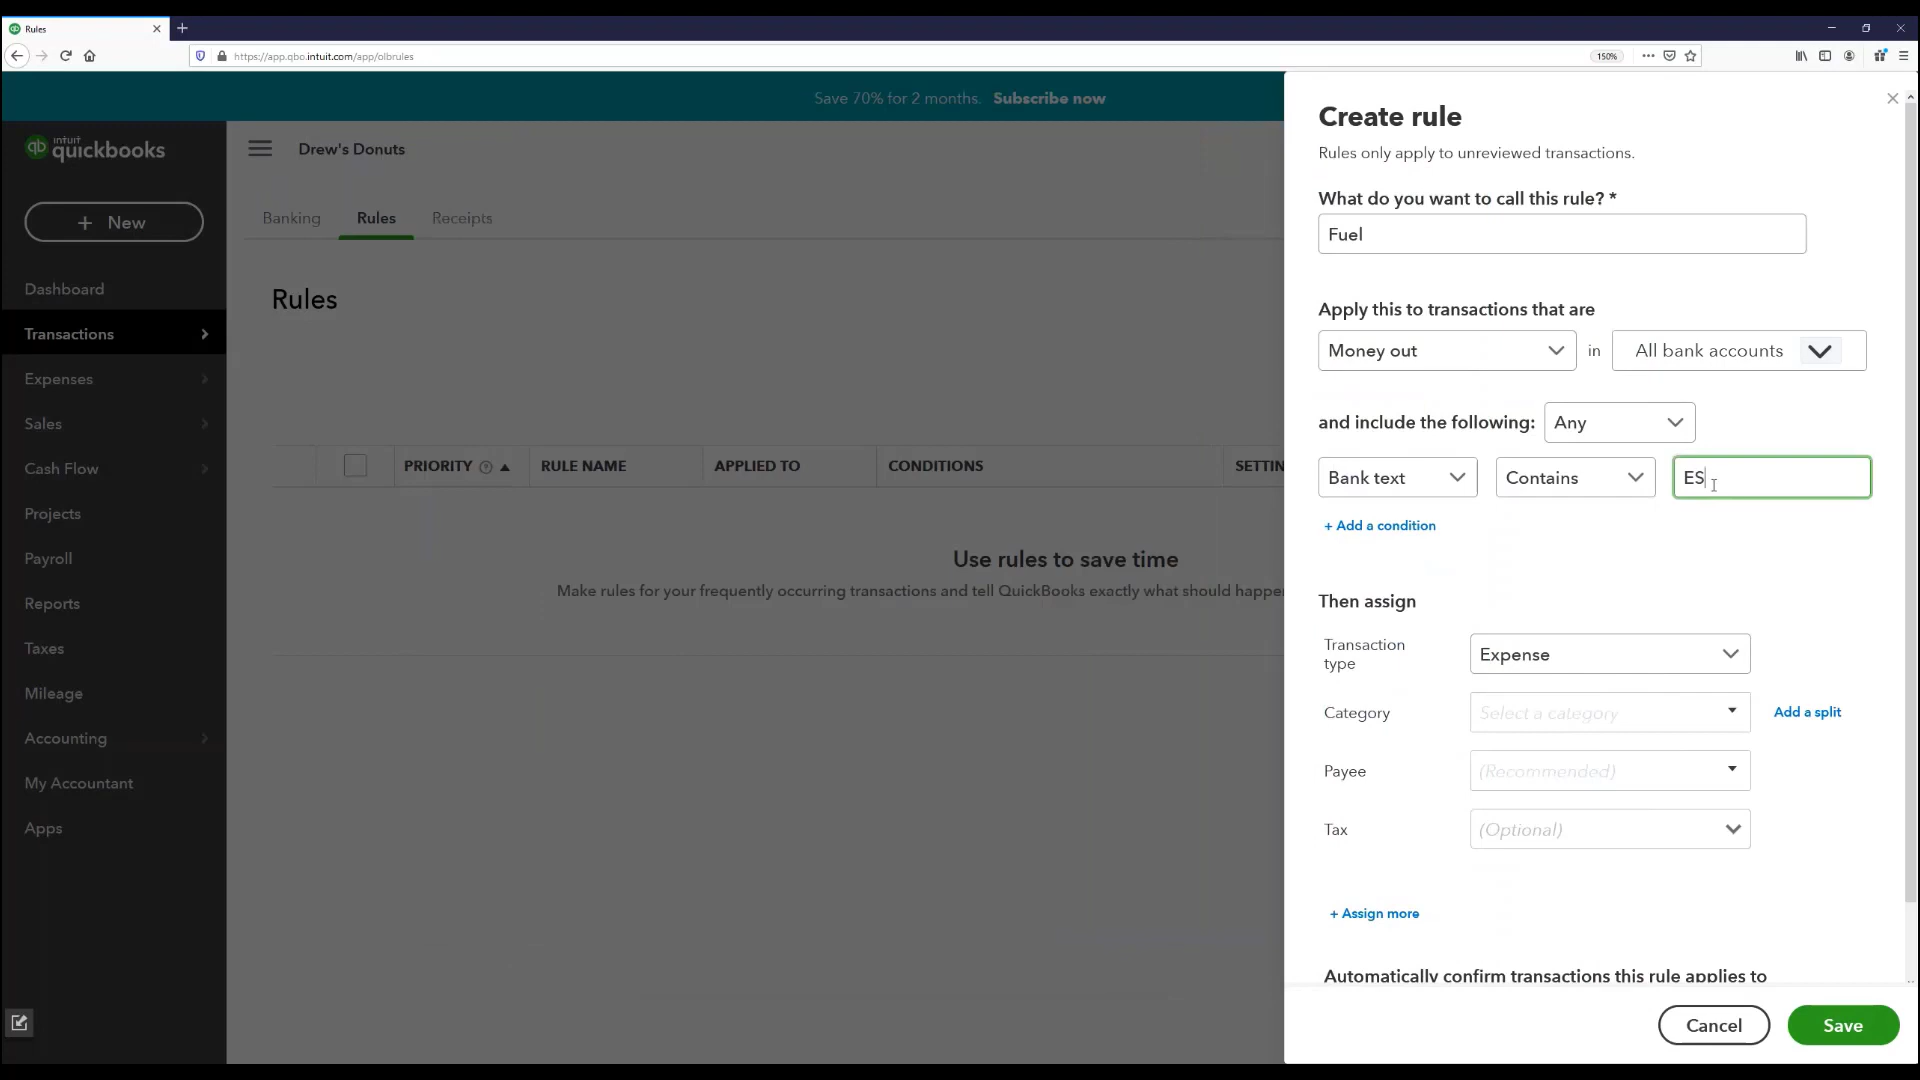 Rules
https://app.qbo.intuit.com/app/olbrules
150%
Save 70% for 2 months. Subscribe now
qb intuit quickbooks
Drew's Donuts
+ New
Banking
Rules
Receipts
Dashboard
Transactions
Expenses
Sales
Cash Flow
Projects
Payroll
Reports
Taxes
Mileage
Accounting
My Accountant
Apps
Rules
PRIORITY
RULE NAME
APPLIED TO
CONDITIONS
SETTIN
Use rules to save time
Make rules for your frequently occurring transactions and tell QuickBooks exactly what should happe
Create rule
Rules only apply to unreviewed transactions.
What do you want to call this rule? *
Fuel
Apply this to transactions that are
Money out in All bank accounts
and include the following: Any
Bank text Contains ES
+ Add a condition
Then assign
Transaction type
Expense
Category Select a category Add a split
Payee (Recommended)
Tax (Optional)
+ Assign more
Automatically confirm transactions this rule applies to
Cancel
Save